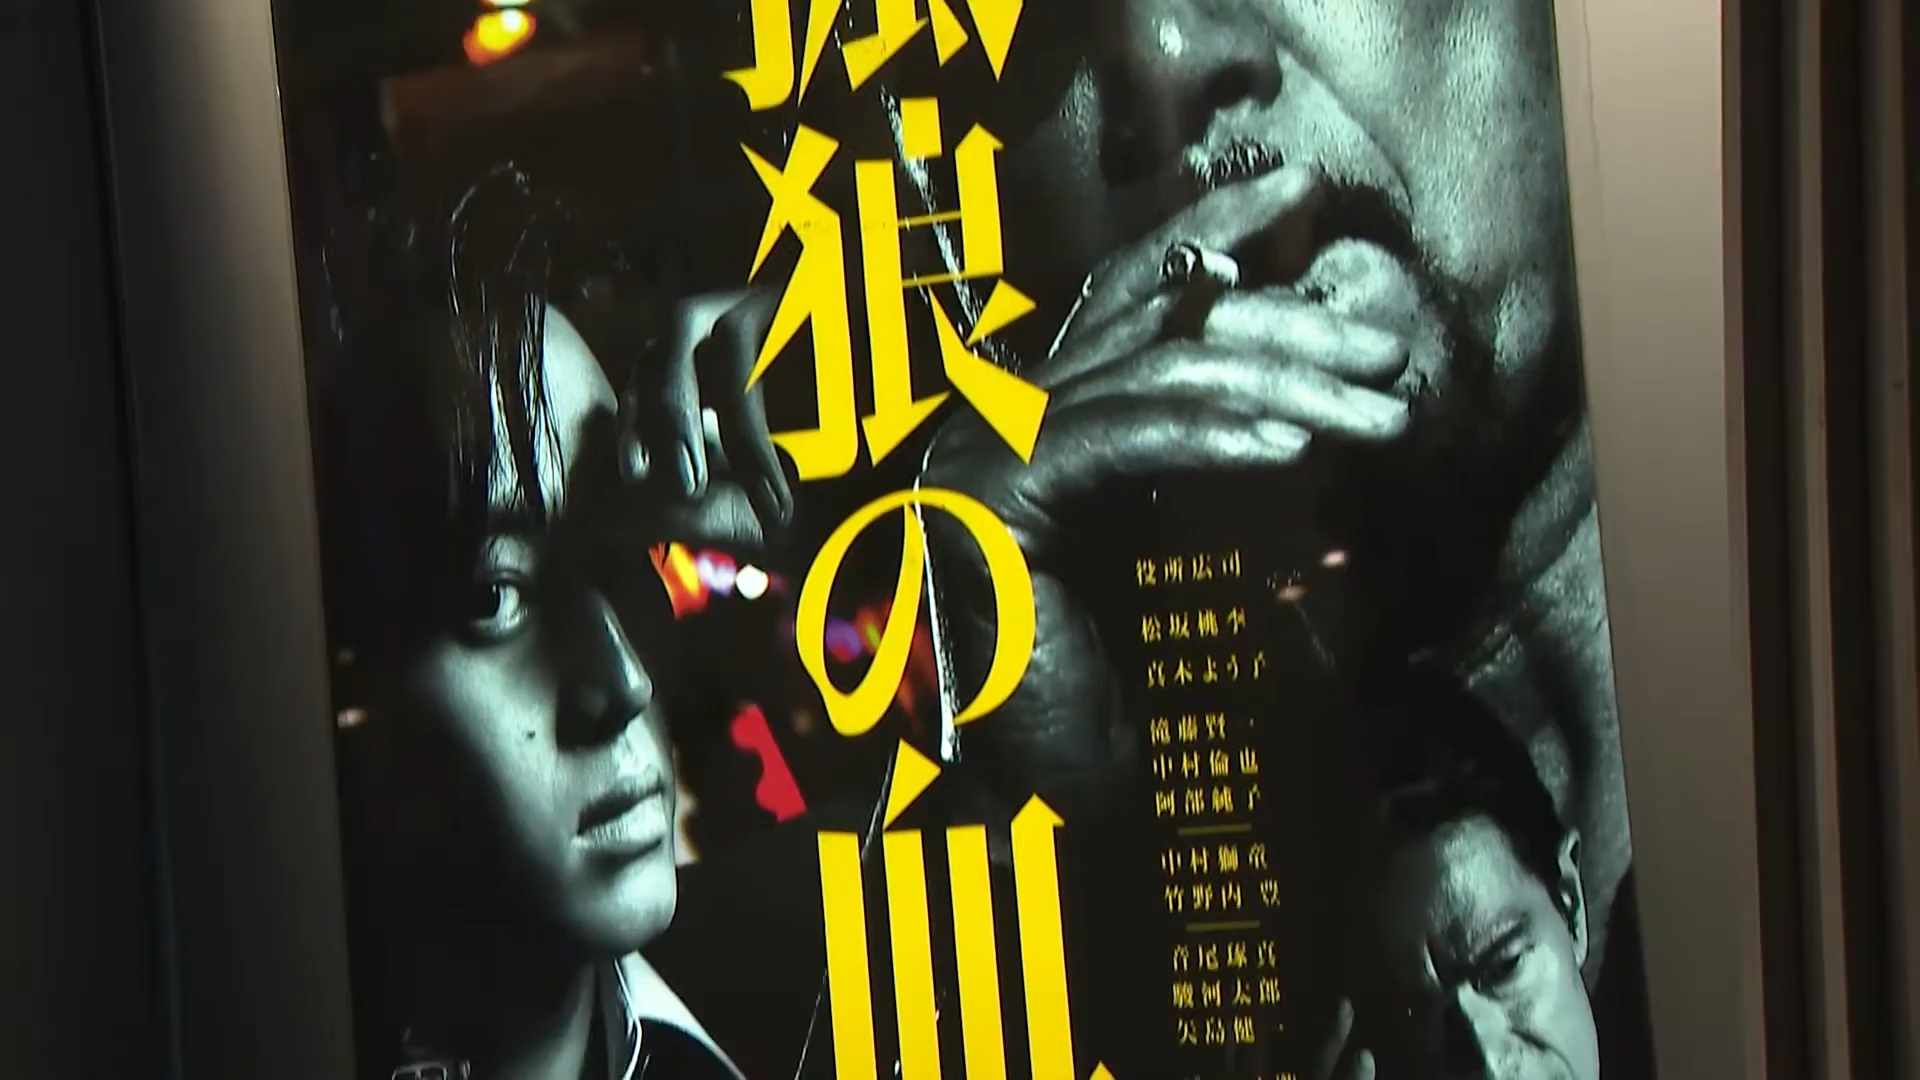 孤狼の血
役所広司
松坂桃李
真木よう子
滝藤賢一
中村倫也
阿部純子
中村獅童
竹野内 豊
音尾琢真
駿河太郎
矢島健一